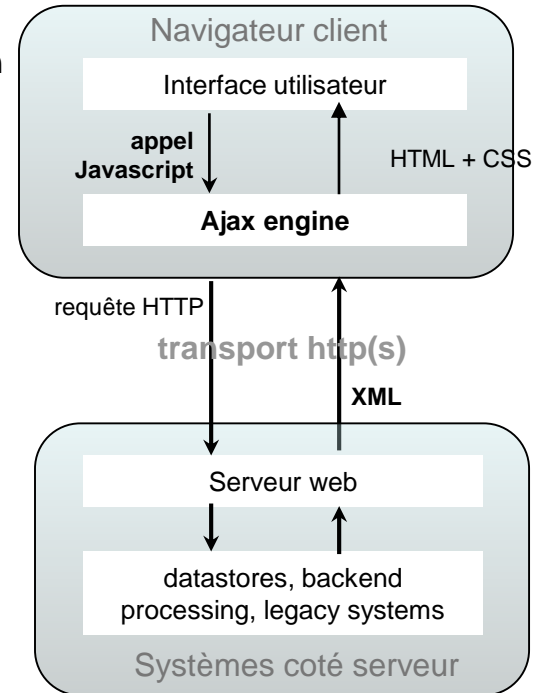 Navigateur client
Interface utilisateur
appel
Javascript
HTML + CSS
Ajax engine
requête HTTP
transport http(s)
XML
Serveur web
datastores, backend
processing, legacy systems
Systèmes coté serveur